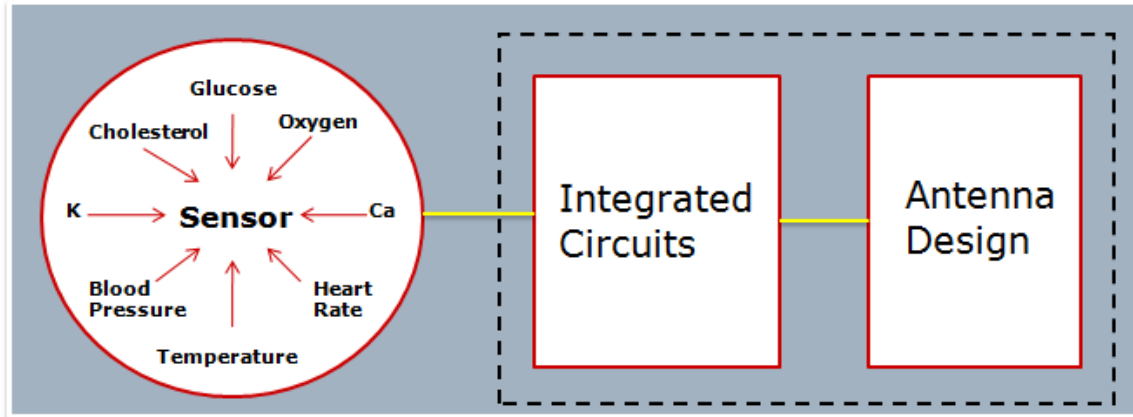 Glucose
Cholesterol
Oxygen
K
Sensor
Ca
Blood
Pressure
Heart
Rate
Temperature
Integrated
Circuits
Antenna
Design